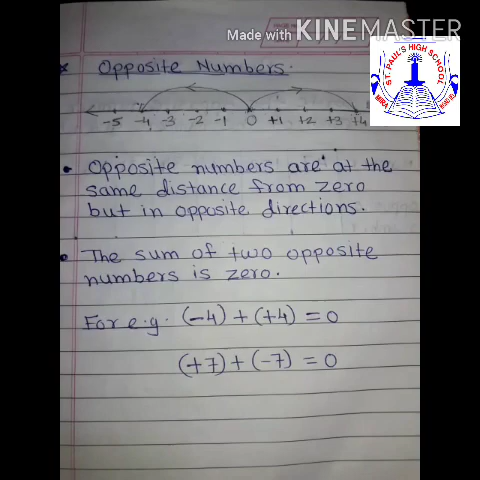 Made with KINEMASTER
* Opposite Numbers.
-5 -4 -3 -2 -1 0 +1 +2 +3 +4
ST. PAUL'S HIGH SCHOOL
• Opposite numbers are at the
same distance from zero
but in opposite directions.
• The sum of two opposite
numbers is zero.
For e.g. (-4) + (+4) = 0
(+7) + (-7) = 0